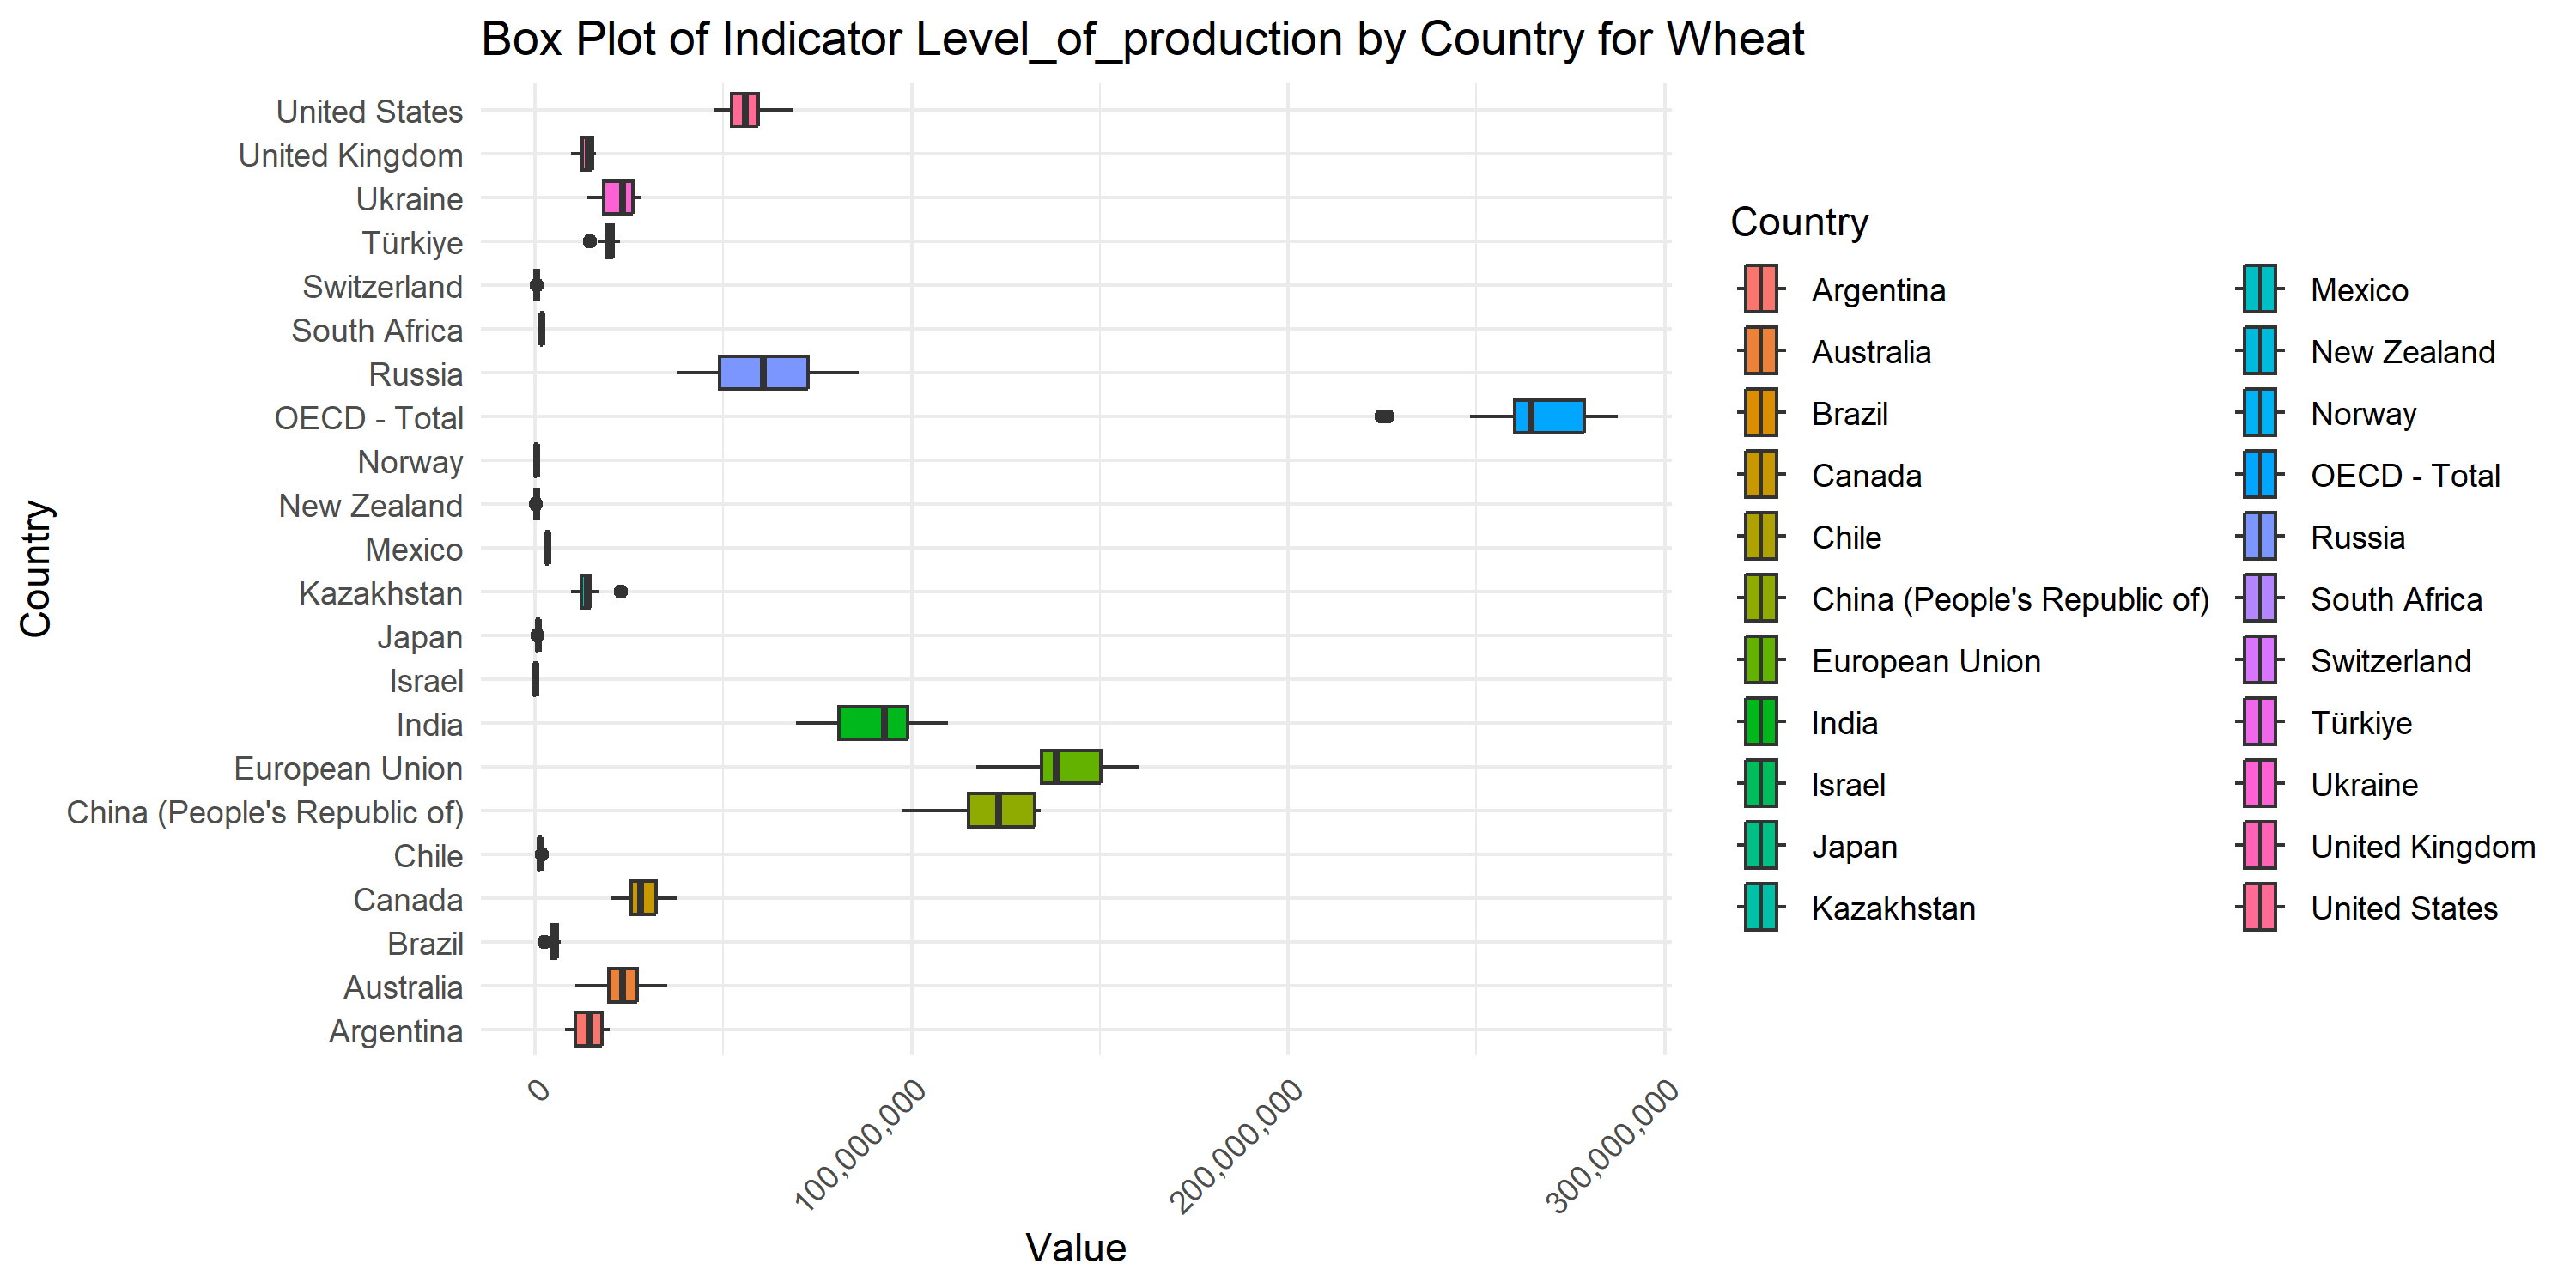 Box Plot of Indicator Level_of_production by Country for Wheat
Country
United States
United Kingdom
Ukraine
Türkiye
Switzerland
South Africa
Russia
OECD - Total
Norway
New Zealand
Mexico
Kazakhstan
Japan
Israel
India
European Union
China (People's Republic of)
Chile
Canada
Brazil
Australia
Argentina
0
100,000,000
200,000,000
300,000,000
Value
Country
Argentina
Australia
Brazil
Canada
Chile
China (People's Republic of)
European Union
India
Israel
Japan
Kazakhstan
Mexico
New Zealand
Norway
OECD - Total
Russia
South Africa
Switzerland
Türkiye
Ukraine
United Kingdom
United States